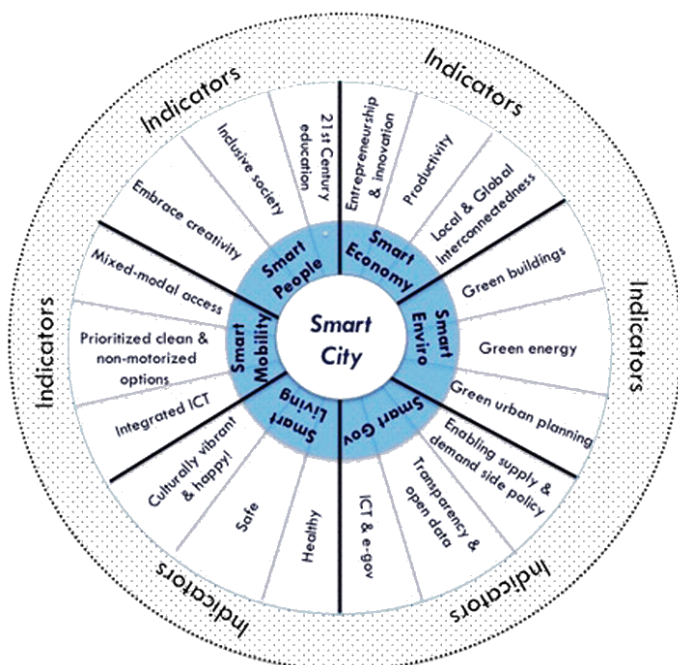 Smart
City
Smart
Economy
Entrepreneurship
& innovation
Productivity
Local & Global
Interconnectedness
Indicators
Smart
Enviro
Green buildings
Green energy
Green urban planning
Indicators
Smart Gov
Enabling supply &
demand side policy
Transparency &
open data
ICT & e-gov
Indicators
Smart
Living
Healthy
Safe
Culturally vibrant
& happy!
Indicators
Smart
Mobility
Integrated ICT
Prioritized clean &
non-motorized
options
Mixed-modal access
Indicators
Smart
People
Embrace creativity
Inclusive society
21st Century
education
Indicators